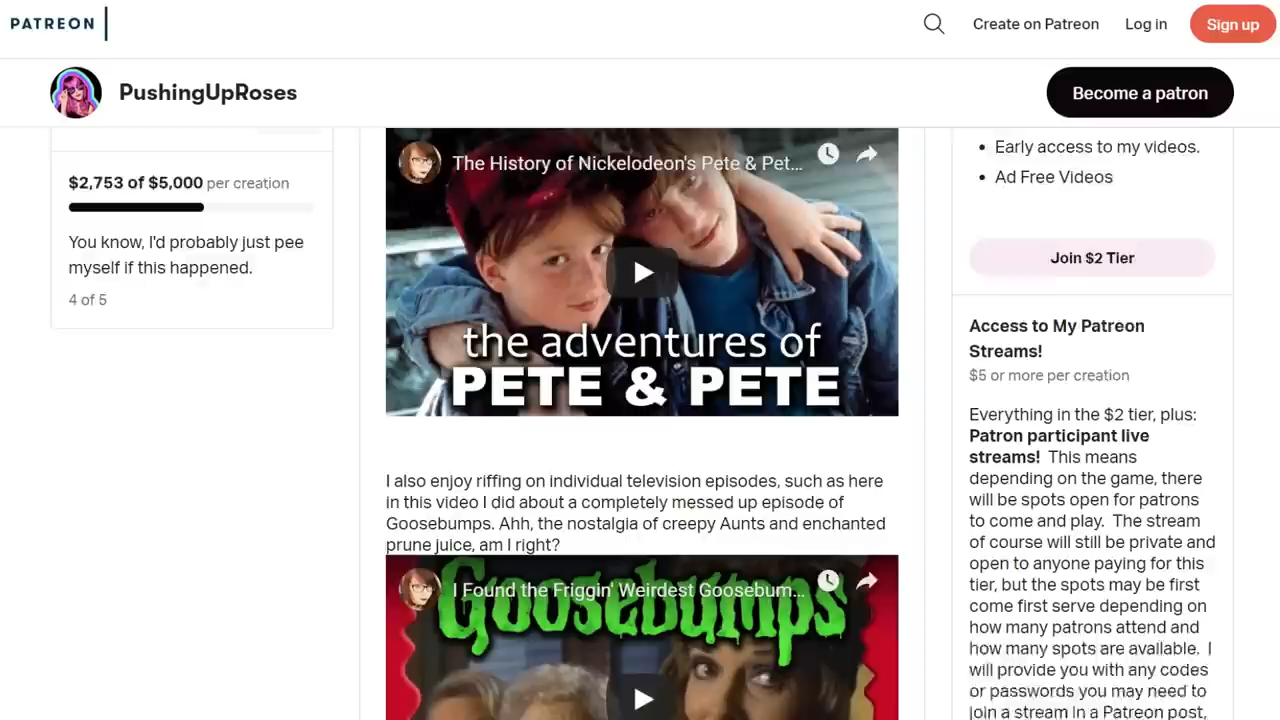 PATREON
Create on Patreon
Log in
Sign up
PushingUpRoses
Become a patron
$2,753 of $5,000 per creation
You know, I'd probably just pee
myself if this happened.
4 of 5
The History of Nickelodeon's Pete & Pet...
the adventures of
PETE & PETE
I also enjoy riffing on individual television episodes, such as here
in this video I did about a completely messed up episode of
Goosebumps. Ahh, the nostalgia of creepy Aunts and enchanted
prune juice, am I right?
I Found the Friggin' Weirdest Goosebum...
Goosebumps
Early access to my videos.
Ad Free Videos
Join $2 Tier
Access to My Patreon
Streams!
$5 or more per creation
Everything in the $2 tier, plus:
Patron participant live
streams! This means
depending on the game, there
will be spots open for patrons
to come and play. The stream
of course will still be private and
open to anyone paying for this
tier, but the spots may be first
come first serve depending on
how many patrons attend and
how many spots are available. I
will provide you with any codes
or passwords you may need to
join a stream in a Patreon post,